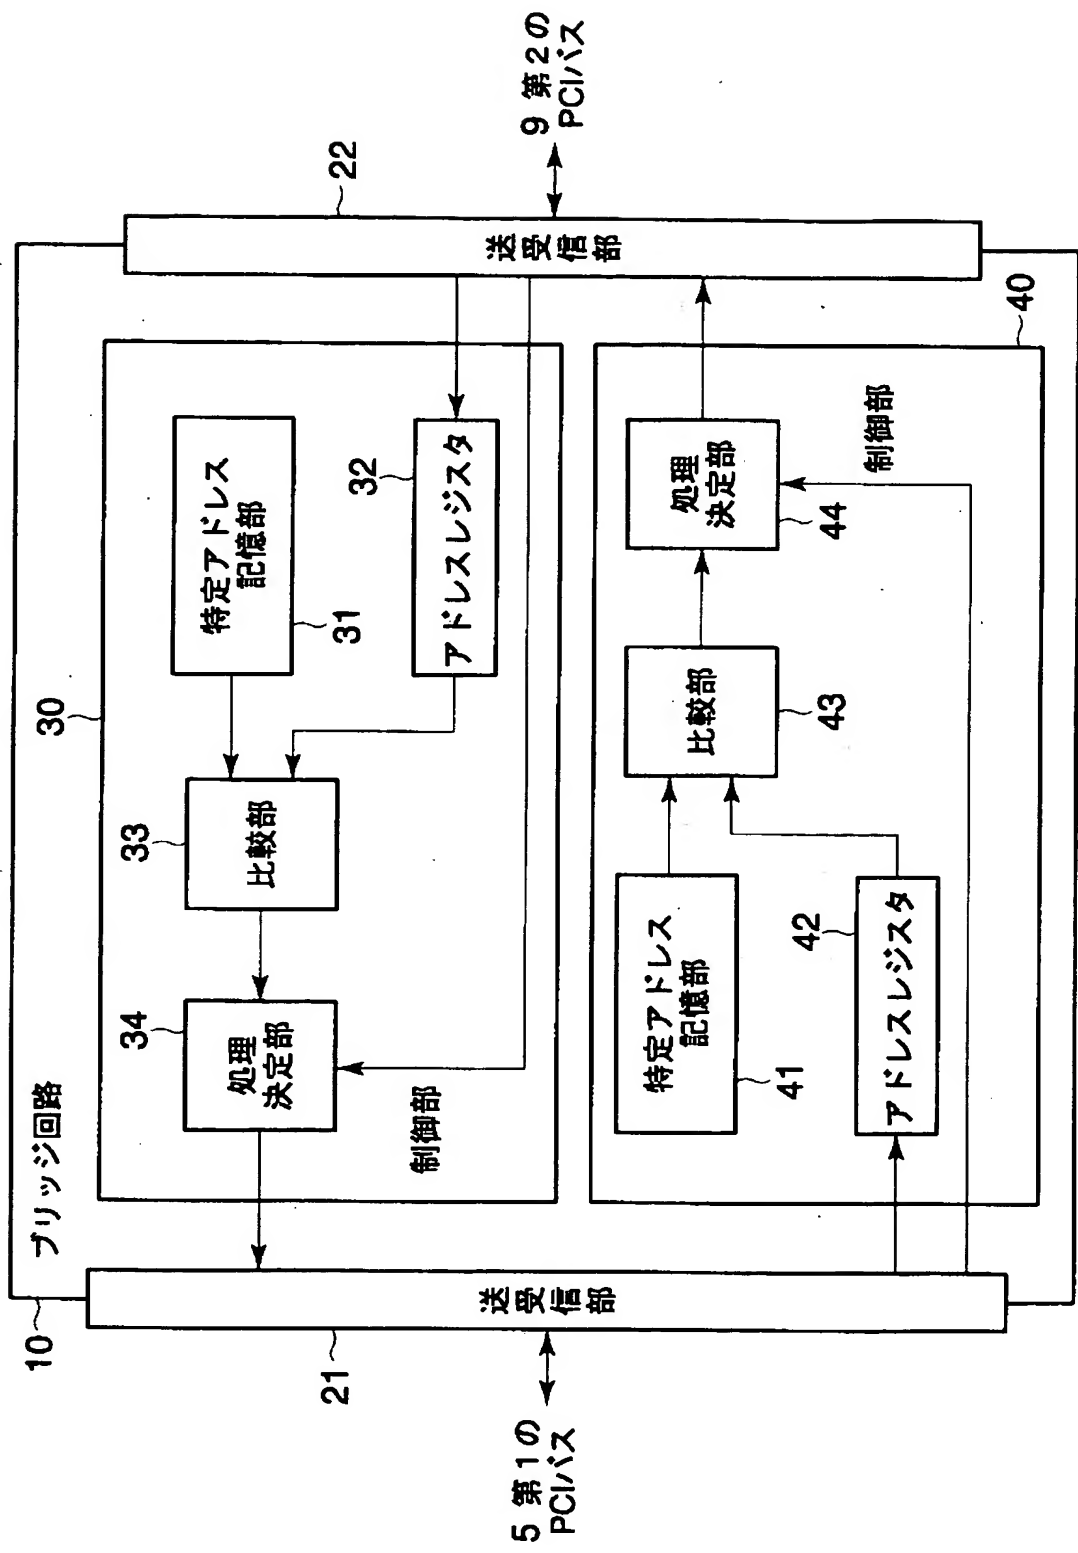 10
ブリッジ回路
30
34
処理
決定部
33
比較部
特定アドレス
記憶部
31
32
アドレスレジスタ
制御部
22
送受信部
9 第2の
PCIバス
5 第1の
PCIバス
21
送受信部
特定アドレス
記憶部
41
42
アドレスレジスタ
比較部
43
処理
決定部
44
制御部
40